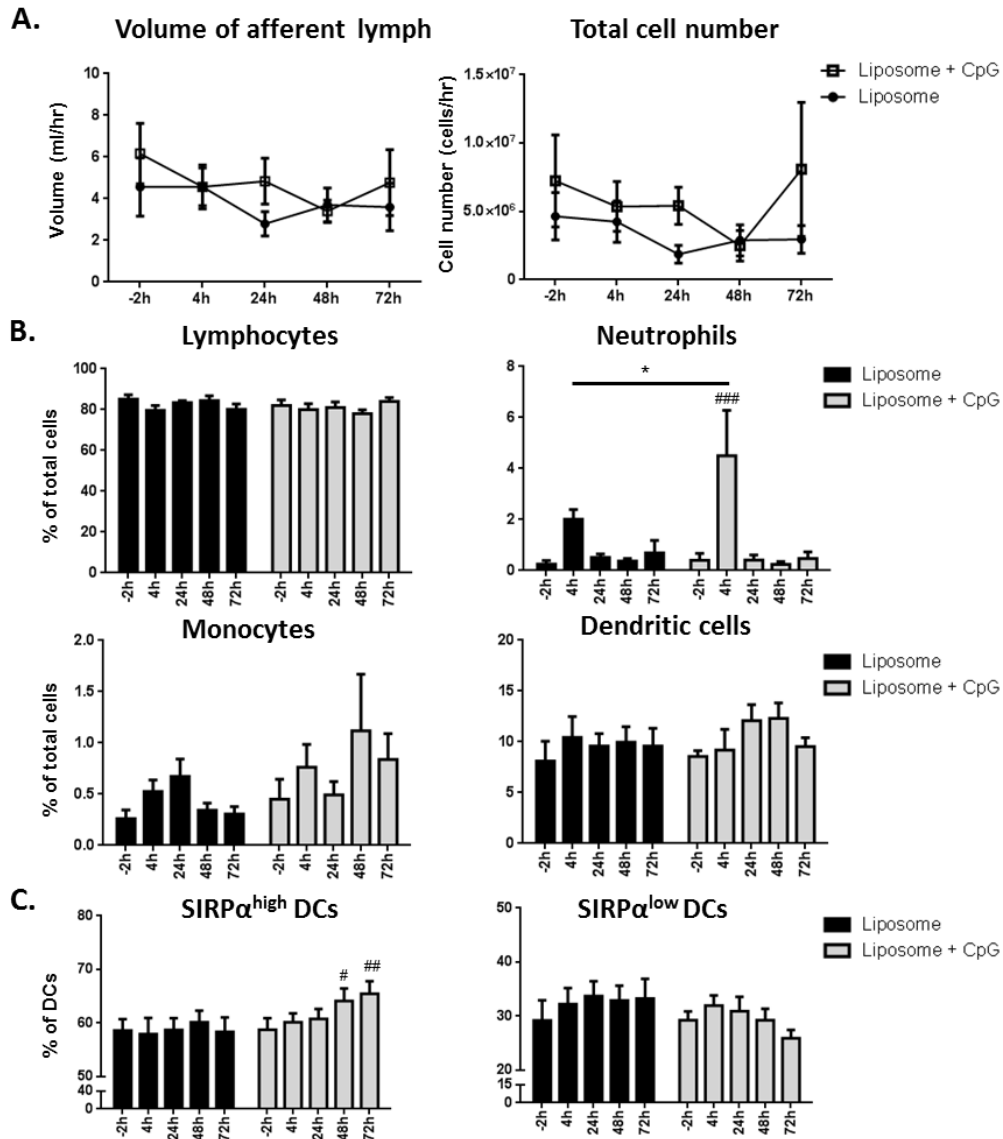 A.
Volume of afferent lymph
Total cell number
Volume (ml/hr)
10
8
6
4
2
0
-2h 4h 24h 48h 72h
Cell number (cells/hr)
1.5×10⁷
1.0×10⁷
5.0×10⁶
0
-2h 4h 24h 48h 72h
Liposome + CpG
Liposome
B.
Lymphocytes
Neutrophils
% of total cells
100
80
60
40
20
0
-2h 4h 24h 48h 72h -2h 4h 24h 48h 72h
8
6
4
2
0
*
###
-2h 4h 24h 48h 72h -2h 4h 24h 48h 72h
Liposome
Liposome + CpG
Monocytes
Dendritic cells
% of total cells
2.0
1.5
1.0
0.5
0.0
-2h 4h 24h 48h 72h -2h 4h 24h 48h 72h
20
15
10
5
0
-2h 4h 24h 48h 72h -2h 4h 24h 48h 72h
Liposome
Liposome + CpG
C.
SIRPα^high DCs
SIRPα^low DCs
% of DCs
80
70
60
50
40
0
# ##
-2h 4h 24h 48h 72h -2h 4h 24h 48h 72h
50
40
30
20
15
0
-2h 4h 24h 48h 72h -2h 4h 24h 48h 72h
Liposome
Liposome + CpG